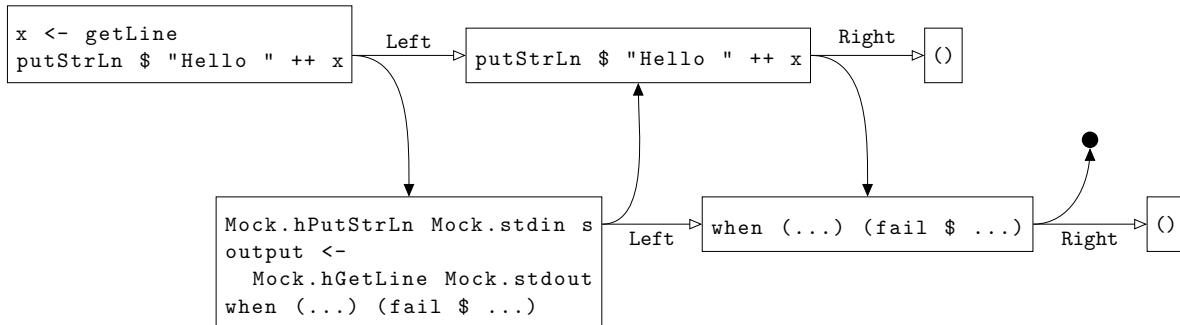 x <- getLine
putStrLn $ "Hello " ++ x
Left
putStrLn $ "Hello " ++ x
Right
()
Mock.hPutStrLn Mock.stdin s
output <-
  Mock.hGetLine Mock.stdout
when (...) (fail $ ...)
Left
when (...) (fail $ ...)
Right
()